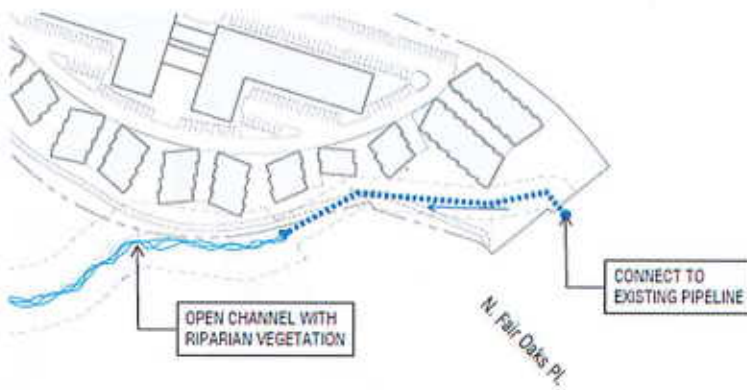 CONNECT TO
EXISTING PIPELINE
OPEN CHANNEL WITH
RIPARIAN VEGETATION
N. Fair Oaks Pl.